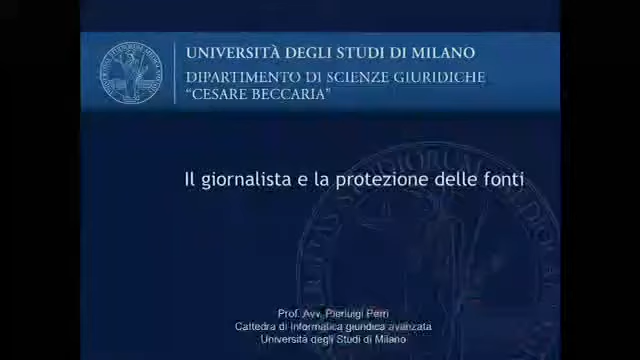 UNIVERSITÀ DEGLI STUDI DI MILANO
DIPARTIMENTO DI SCIENZE GIURIDICHE
“CESARE BECCARIA”
Il giornalista e la protezione delle fonti
Prof. Avv. Pierluigi Perri
Cattedra di Informatica giuridica avanzata
Università degli Studi di Milano